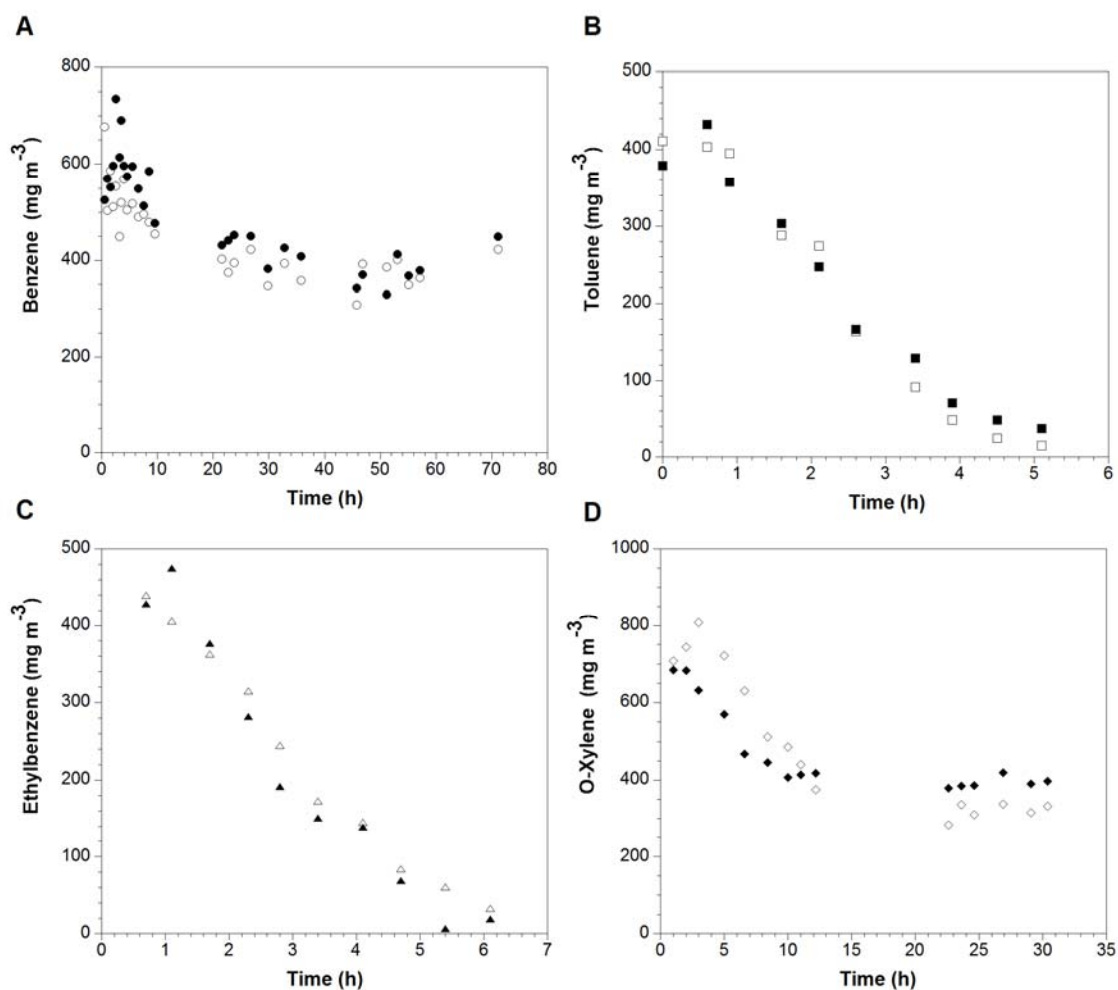 A
Benzene (mg m⁻³)
800
600
400
200
0
0 10 20 30 40 50 60 70 80
Time (h)
B
Toluene (mg m⁻³)
500
400
300
200
100
0
0 1 2 3 4 5 6
Time (h)
C
Ethylbenzene (mg m⁻³)
500
400
300
200
100
0
0 1 2 3 4 5 6 7
Time (h)
D
O-Xylene (mg m⁻³)
1000
800
600
400
200
0
0 5 10 15 20 25 30 35
Time (h)